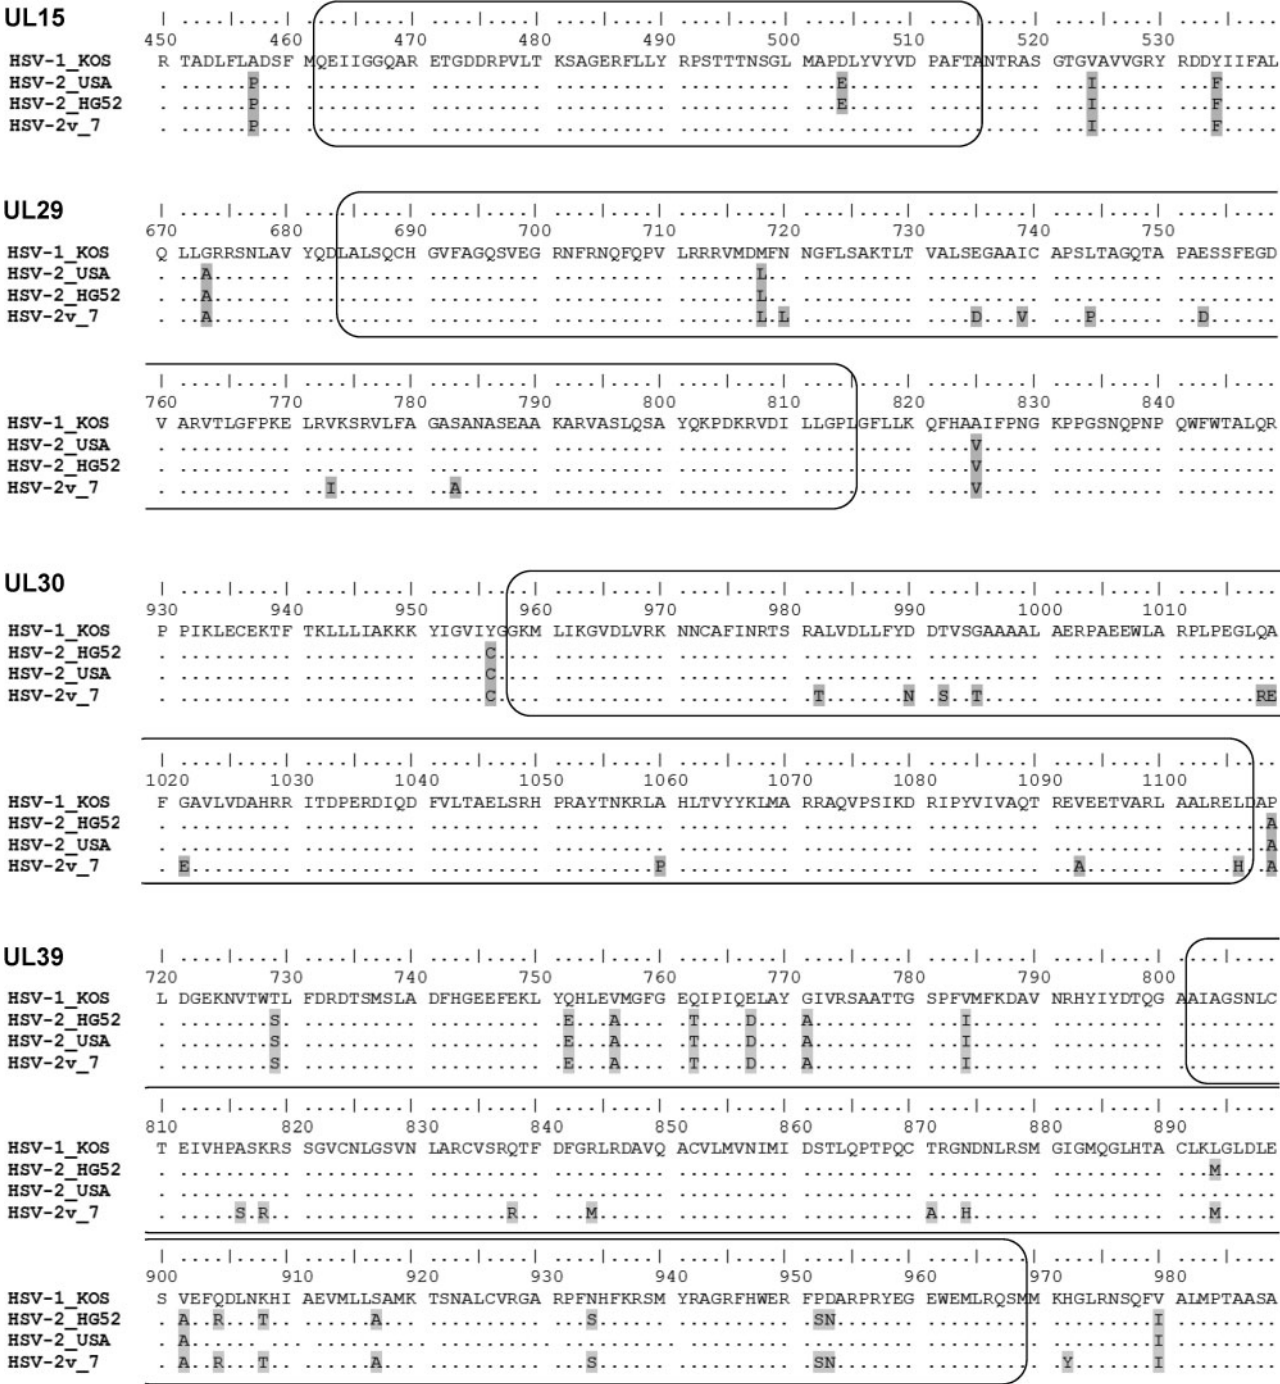 UL15
| ....|....| ....|....| ....|....| ....|....| ....|....| ....|....| ....|....| ....|....| ....|....
450 460 470 480 490 500 510 520 530
HSV-1_KOS R TADLFLADSF MQEIIGGQAR ETGDDRPVLT KSAGERFLLY RPSTTTNSGL MAPDLYVYVD PAFTANTRAS GTGVAVVGRY RDDYIIFAL
HSV-2_USA . ......P... .......... .......... .......... .......... ...E...... .......... ...I...... ...F.....
HSV-2_HG52 . ......P... .......... .......... .......... .......... ...E...... .......... ...I...... ...F.....
HSV-2v_7 . ......P... .......... .......... .......... .......... .......... .......... ...I...... ...F.....
UL29
| ....|....| ....|....| ....|....| ....|....| ....|....| ....|....| ....|....| ....|....| ....|....
670 680 690 700 710 720 730 740 750
HSV-1_KOS Q LLGRRSNLAV YQDLALSQCH GVFAGQSVEG RNFRNQFQPV LRRRVMDMFN NGFLSAKTLT VALSEGAAIC APSLTAGQTA PAESSFEGD
HSV-2_USA . ..A....... .......... .......... .......... .......L.. .......... .......... .......... .........
HSV-2_HG52 . ..A....... .......... .......... .......... .......L.. .......... .......... .......... .........
HSV-2v_7 . ..A....... .......... .......... .......... .......L.L .......... ....D...V. ...P...... ..D......
| ....|....| ....|....| ....|....| ....|....| ....|....| ....|....| ....|....| ....|....| ....|....
760 770 780 790 800 810 820 830 840
HSV-1_KOS V ARVTLGFPKE LRVKSRVLFA GASANASEAA KARVASLQSA YQKPDKRVDI LLGPLGFLLK QFHAAIFPNG KPPGSNQPNP QWFWTALQR
HSV-2_USA . .......... .......... .......... .......... .......... .......... ....V..... .......... .........
HSV-2_HG52 . .......... .......... .......... .......... .......... .......... ....V..... .......... .........
HSV-2v_7 . .......... ..I....... ..A....... .......... .......... .......... ....V..... .......... .........
UL30
| ....|....| ....|....| ....|....| ....|....| ....|....| ....|....| ....|....| ....|....| ....|....
930 940 950 960 970 980 990 1000 1010
HSV-1_KOS P PIKLECEKTF TKLLLIAKKK YIGVIYGGKM LIKGVDLVRK NNCAFINRTS RALVDLLFYD DTVSGAAAAL AERPAEEWLA RPLPEGLQA
HSV-2_HG52 . .......... .......... .....C.... .......... .......... .......... .......... .......... .........
HSV-2_USA . .......... .......... .....C.... .......... .......... .......... .......... .......... .........
HSV-2v_7 . .......... .......... .....C.... .......... .......... .T.......N .S..T..... .......... .......RE
| ....|....| ....|....| ....|....| ....|....| ....|....| ....|....| ....|....| ....|....| ....|....
1020 1030 1040 1050 1060 1070 1080 1090 1100
HSV-1_KOS F GAVLVDAHRR ITDPERDIQD FVLTAELSRH PRAYTNKRLA HLTVYYKLMA RRAQVPSIKD RIPYVIVAQT REVEETVARL AALRELDAP
HSV-2_HG52 . .......... .......... .......... .......... .......... .......... .......... .......... ........A
HSV-2_USA . .......... .......... .......... .......... .......... .......... .......... .......... ........A
HSV-2v_7 . E......... .......... .......... .........P .......... .......... .......... ..A....... .....H..A
UL39
| ....|....| ....|....| ....|....| ....|....| ....|....| ....|....| ....|....| ....|....| ....|....
720 730 740 750 760 770 780 790 800
HSV-1_KOS L DGEKNVTWTL FDRDTSMSLA DFHGEEFEKL YQHLEVMGFG EQIPIQELAY GIVRSAATTG SPFVMFKDAV NRHYIYDTQG AAIAGSNLC
HSV-2_HG52 . ........S. .......... .......... .E...A.... .T....D... A......... ...I...... .......... .........
HSV-2_USA . ........S. .......... .......... .E...A.... .T....D... A......... ...I...... .......... .........
HSV-2v_7 . ........S. .......... .......... .E...A.... .T....D... A......... ...I...... .......... .........
| ....|....| ....|....| ....|....| ....|....| ....|....| ....|....| ....|....| ....|....| ....|....
810 820 830 840 850 860 870 880 890
HSV-1_KOS T EIVHPASKRS SGVCNLGSVN LARCVSRQTF DFGRLRDAVQ ACVLMVNIMI DSTLQPTPQC TRGNDNLRSM GIGMQGLHTA CLKLGLDLE
HSV-2_HG52 . .......... .......... .......... .......... .......... .......... .......... .......... ...M.....
HSV-2_USA . .......... .......... .......... .......... .......... .......... .......... .......... .........
HSV-2v_7 . .....S.R.. .......... .......R.. ...M...... .......... .......... A..H...... .......... ...M.....
| ....|....| ....|....| ....|....| ....|....| ....|....| ....|....| ....|....| ....|....| ....|....
900 910 920 930 940 950 960 970 980
HSV-1_KOS S VEFQDLNKHI AEVMLLSAMK TSNALCVRGA RPFNHFKRSM YRAGRFHWER FPDARPRYEG EWEMLRQSMM KHGLRNSQFV ALMPTAASA
HSV-2_HG52 . A..R...T.. ......A... .......... ...S...... .......... .SN....... .......... .........I .........
HSV-2_USA . A......... .......... .......... .......... .......... .......... .......... .........I .........
HSV-2v_7 . A..R...T.. ......A... .......... ...S...... .......... .SN....... .......... .Y.......I .........